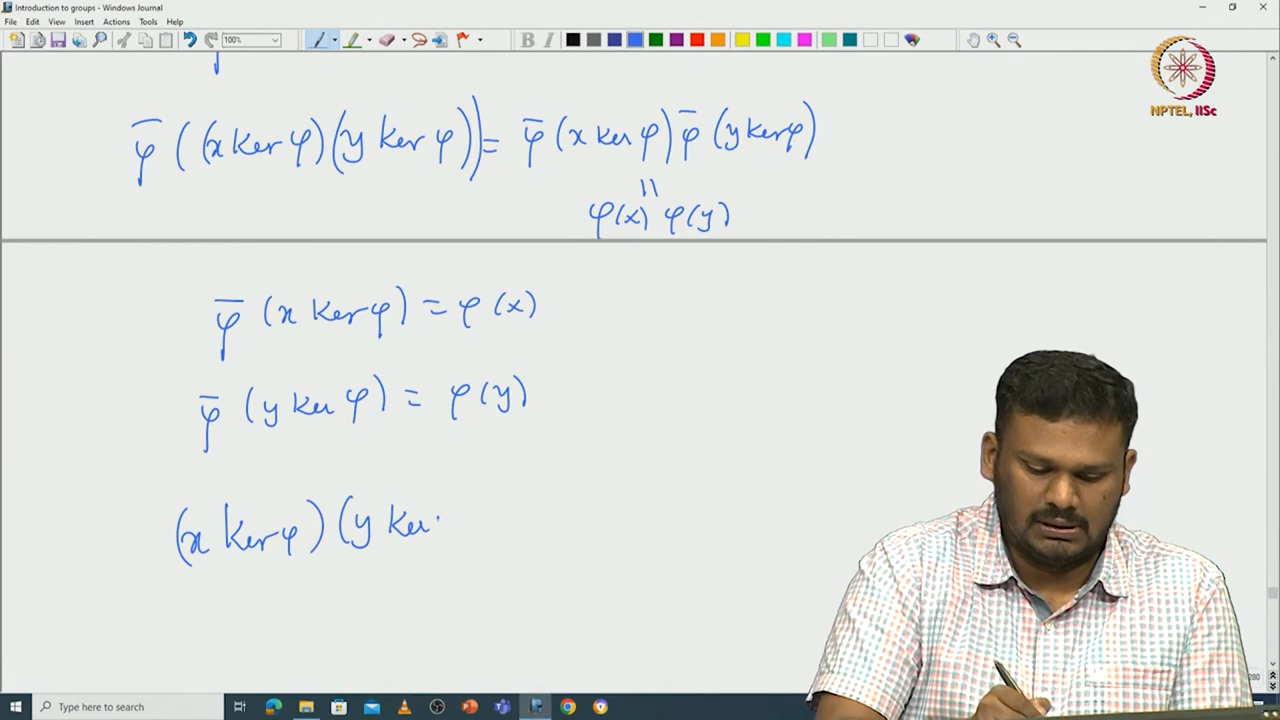 Introduction to groups - Windows Journal
File Edit View Insert Actions Tools Help
100%
B I
NPTEL, IISc
φ̄ ((x ker φ)(y ker φ)) = φ̄ (x ker φ) φ̄ (y ker φ)
||
φ(x) φ(y)
φ̄ (x ker φ) = φ(x)
φ̄ (y ker φ) = φ(y)
(x ker φ)(y ker
Type here to search